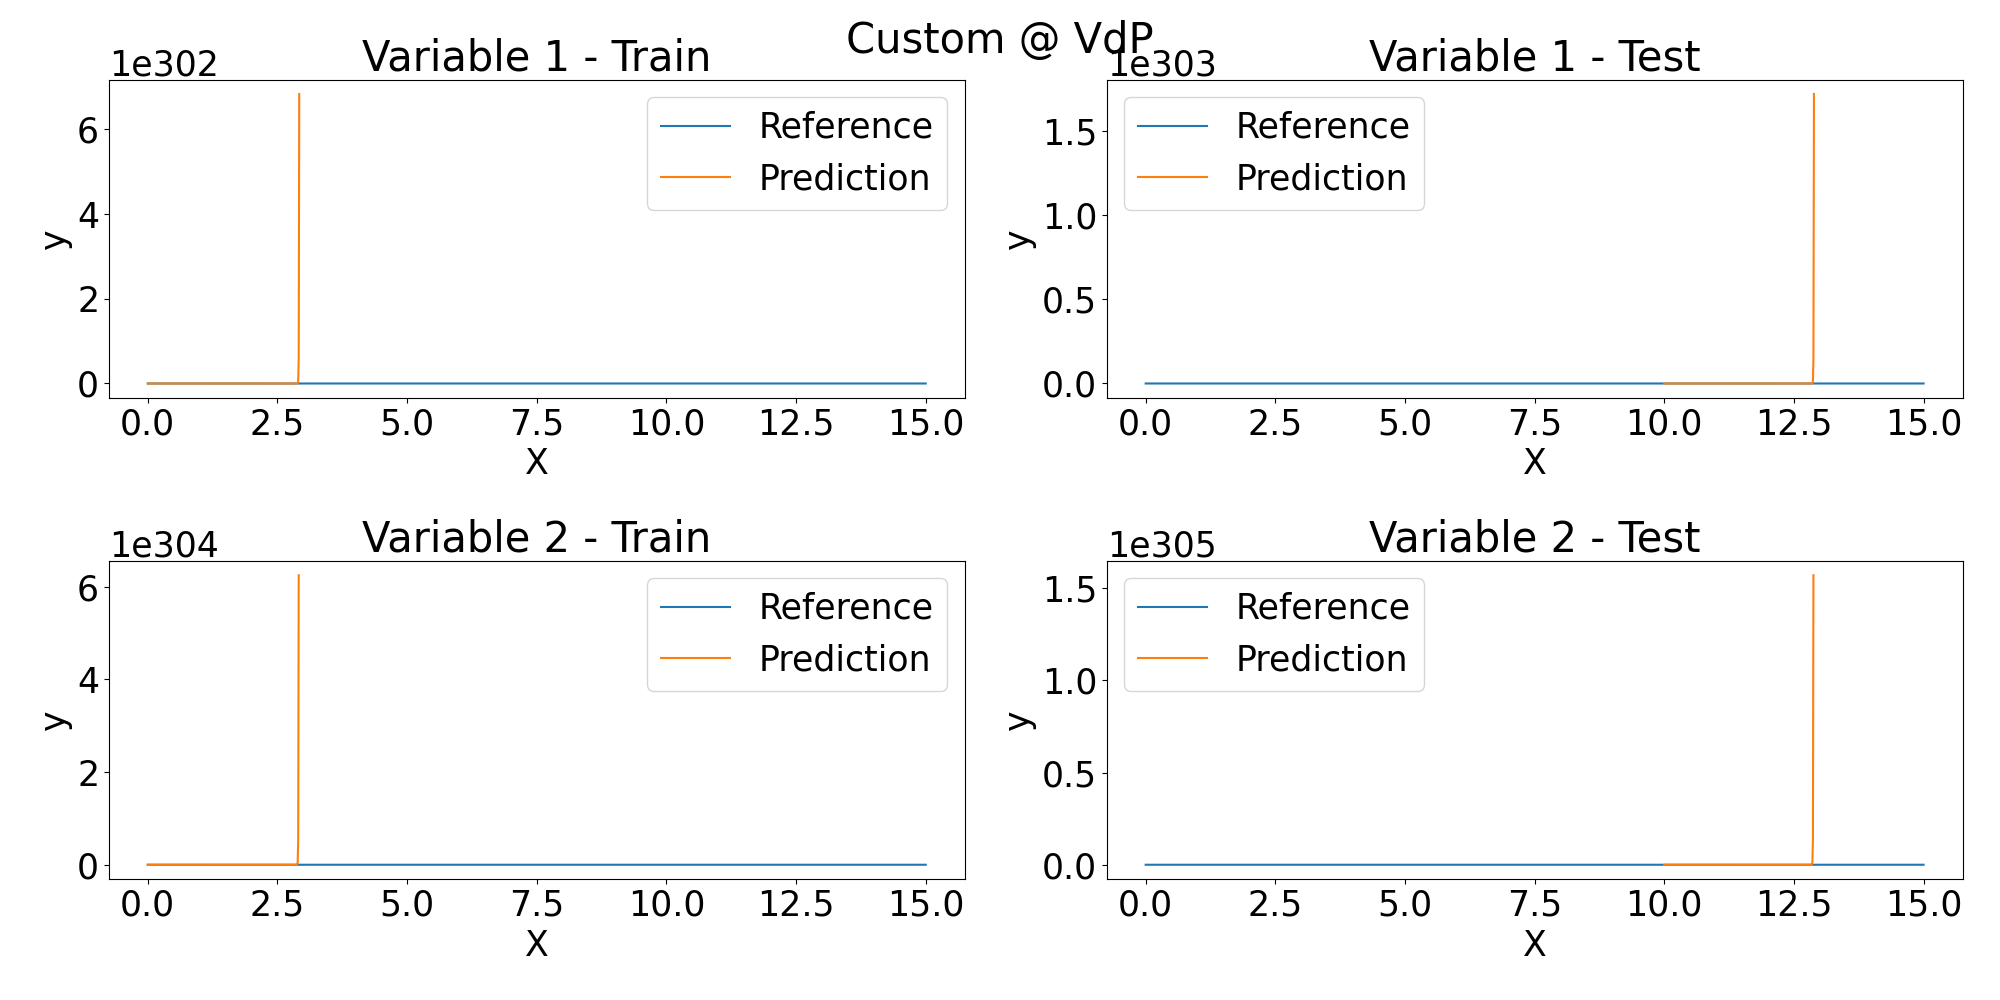 Custom @ VdP
Variable 1 - Train
1e302
6
4
2
0
y
Reference
Prediction
0.0 2.5 5.0 7.5 10.0 12.5 15.0
X
Variable 1 - Test
1e303
1.5
1.0
0.5
0.0
y
Reference
Prediction
0.0 2.5 5.0 7.5 10.0 12.5 15.0
X
Variable 2 - Train
1e304
6
4
2
0
y
Reference
Prediction
0.0 2.5 5.0 7.5 10.0 12.5 15.0
X
Variable 2 - Test
1e305
1.5
1.0
0.5
0.0
y
Reference
Prediction
0.0 2.5 5.0 7.5 10.0 12.5 15.0
X